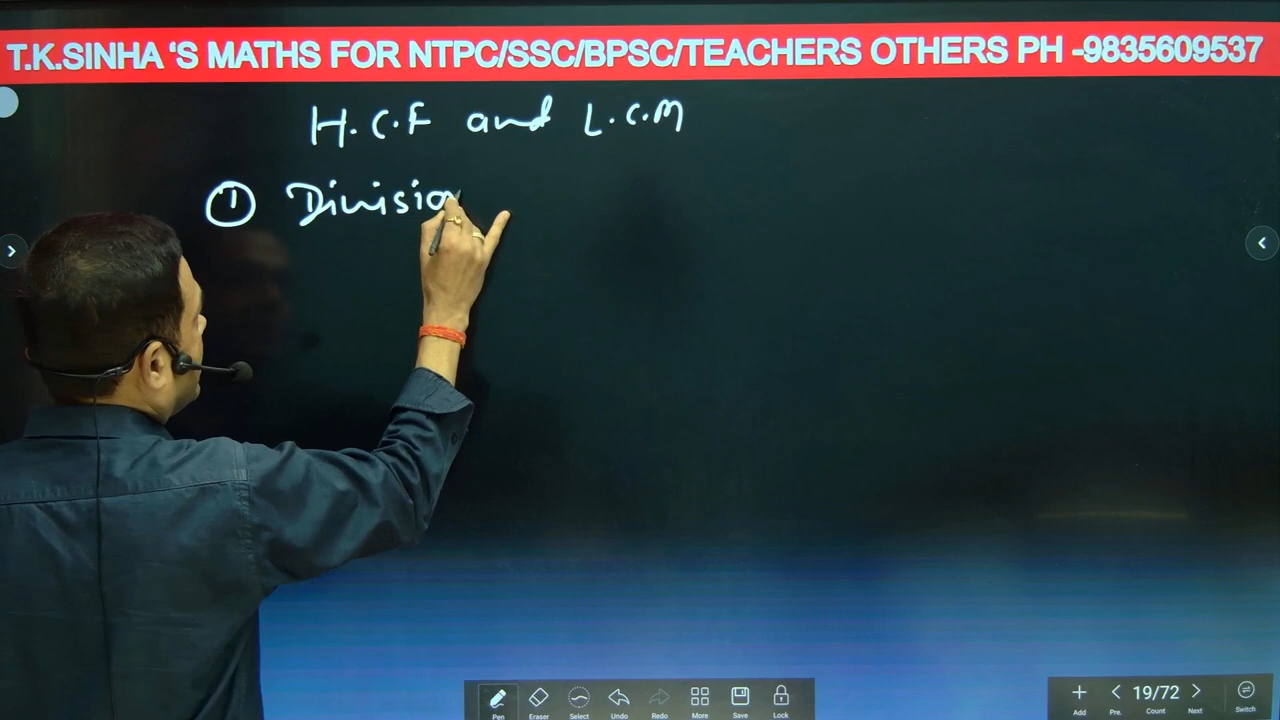 T.K.SINHA 'S MATHS FOR NTPC/SSC/BPSC/TEACHERS OTHERS PH -9835609537
H.C.F and L.C.M
① Divisio
Pen Eraser Select Undo Redo More Save Lock
Add Pre. 19/72 Count Next Switch